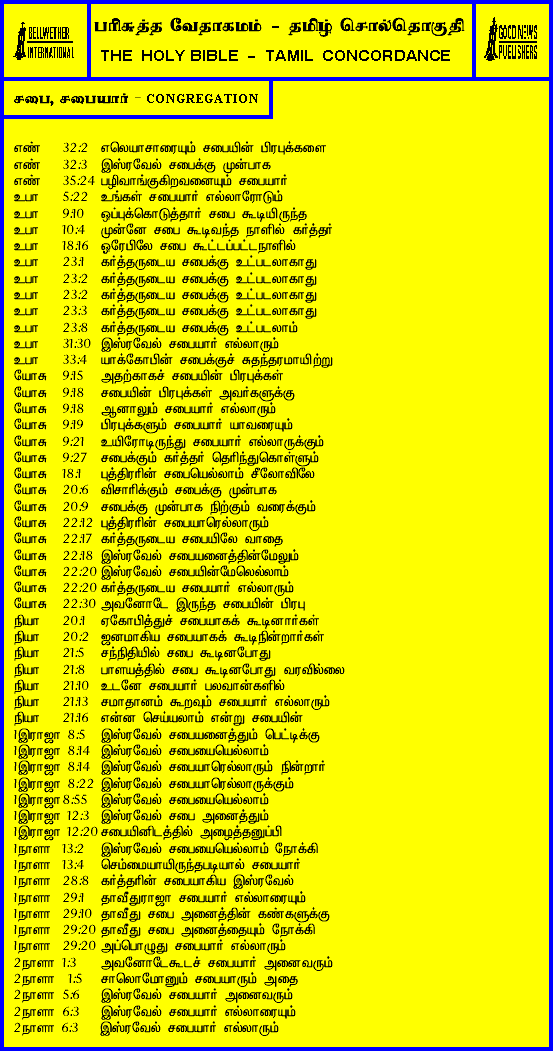 BELLWETHER
INTERNATIONAL
பரிசுத்த வேதாகமம் - தமிழ் சொல்தொகுதி
THE HOLY BIBLE - TAMIL CONCORDANCE
GOOD NEWS
PUBLISHERS
சபை, சபையார் - CONGREGATION
எண் 32:2 எலெயாசாரையும் சபையின் பிரபுக்களை
எண் 32:3 இஸ்ரவேல் சபைக்கு முன்பாக
எண் 35:24 பழிவாங்குகிறவனையும் சபையார்
உபா 5:22 உங்கள் சபையார் எல்லாரோடும்
உபா 9:10 ஒப்புக்கொடுத்தார் சபை கூடியிருந்த
உபா 10:4 முன்னே சபை கூடிவந்த நாளில் கர்த்தர்
உபா 18:16 ஓரேபிலே சபை கூட்டப்பட்டநாளில்
உபா 23:1 கர்த்தருடைய சபைக்கு உட்படலாகாது
உபா 23:2 கர்த்தருடைய சபைக்கு உட்படலாகாது
உபா 23:2 கர்த்தருடைய சபைக்கு உட்படலாகாது
உபா 23:3 கர்த்தருடைய சபைக்கு உட்படலாகாது
உபா 23:8 கர்த்தருடைய சபைக்கு உட்படலாம்
உபா 31:30 இஸ்ரவேல் சபையார் எல்லாரும்
உபா 33:4 யாக்கோபின் சபைக்குச் சுதந்தரமாயிற்று
யோசு 9:15 அதற்காகச் சபையின் பிரபுக்கள்
யோசு 9:18 சபையின் பிரபுக்கள் அவர்களுக்கு
யோசு 9:18 ஆனாலும் சபையார் எல்லாரும்
யோசு 9:19 பிரபுக்களும் சபையார் யாவரையும்
யோசு 9:21 உயிரோடிருந்து சபையார் எல்லாருக்கும்
யோசு 9:27 சபைக்கும் கர்த்தர் தெரிந்துகொள்ளும்
யோசு 18:1 புத்திரரின் சபையெல்லாம் சீலோவிலே
யோசு 20:6 விசாரிக்கும் சபைக்கு முன்பாக
யோசு 20:9 சபைக்கு முன்பாக நிற்கும் வரைக்கும்
யோசு 22:12 புத்திரரின் சபையாரெல்லாரும்
யோசு 22:17 கர்த்தருடைய சபையிலே வாதை
யோசு 22:18 இஸ்ரவேல் சபையனைத்தின்மேலும்
யோசு 22:20 இஸ்ரவேல் சபையின்மேலெல்லாம்
யோசு 22:20 கர்த்தருடைய சபையார் எல்லாரும்
யோசு 22:30 அவனோடே இருந்த சபையின் பிரபு
நியா 20:1 ஏகோபித்துச் சபையாகக் கூடினார்கள்
நியா 20:2 ஜனமாகிய சபையாகக் கூடிநின்றார்கள்
நியா 21:5 சந்நிதியில் சபை கூடினபோது
நியா 21:8 பாளயத்தில் சபை கூடினபோது வரவில்லை
நியா 21:10 உடனே சபையார் பலவான்களில்
நியா 21:13 சமாதானம் கூறவும் சபையார் எல்லாரும்
நியா 21:16 என்ன செய்யலாம் என்று சபையின்
1இராஜா 8:5 இஸ்ரவேல் சபையனைத்தும் பெட்டிக்கு
1இராஜா 8:14 இஸ்ரவேல் சபையையெல்லாம்
1இராஜா 8:14 இஸ்ரவேல் சபையாரெல்லாரும் நின்றார்
1இராஜா 8:22 இஸ்ரவேல் சபையாரெல்லாருக்கும்
1இராஜா 8:55 இஸ்ரவேல் சபையையெல்லாம்
1இராஜா 12:3 இஸ்ரவேல் சபை அனைத்தும்
1இராஜா 12:20 சபையினிடத்தில் அழைத்தனுப்பி
1நாளா 13:2 இஸ்ரவேல் சபையையெல்லாம் நோக்கி
1நாளா 13:4 செம்மையாயிருந்தபடியால் சபையார்
1நாளா 28:8 கர்த்தரின் சபையாகிய இஸ்ரவேல்
1நாளா 29:1 தாவீதுராஜா சபையார் எல்லாரையும்
1நாளா 29:10 தாவீது சபை அனைத்தின் கண்களுக்கு
1நாளா 29:20 தாவீது சபை அனைத்தையும் நோக்கி
1நாளா 29:20 அப்பொழுது சபையார் எல்லாரும்
2நாளா 1:3 அவனோடேகூடச் சபையார் அனைவரும்
2நாளா 1:5 சாலொமோனும் சபையாரும் அதை
2நாளா 5:6 இஸ்ரவேல் சபையார் அனைவரும்
2நாளா 6:3 இஸ்ரவேல் சபையார் எல்லாரையும்
2நாளா 6:3 இஸ்ரவேல் சபையார் எல்லாரும்